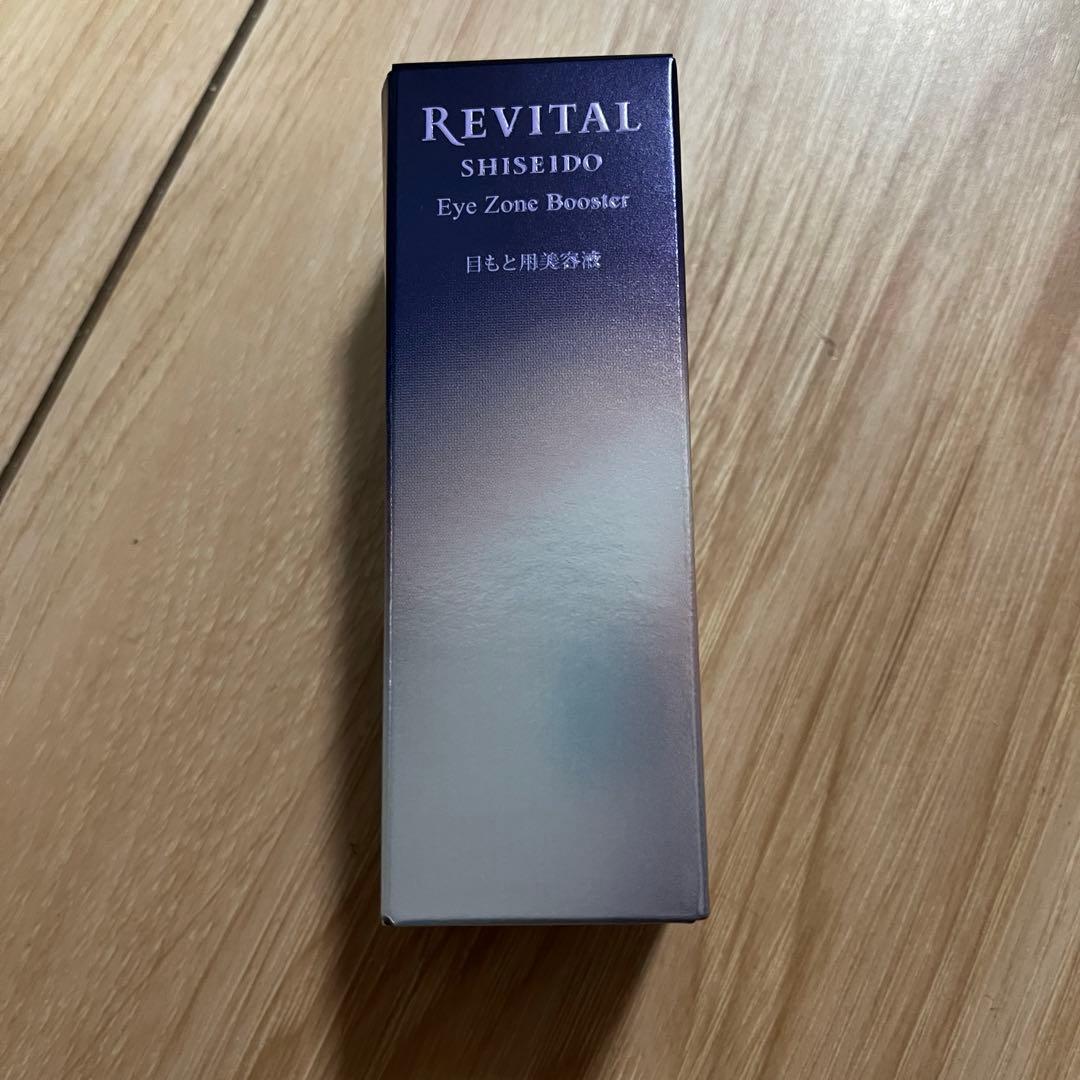 REVITAL
SHISEIDO
Eye Zone Booster
目もと用美容液